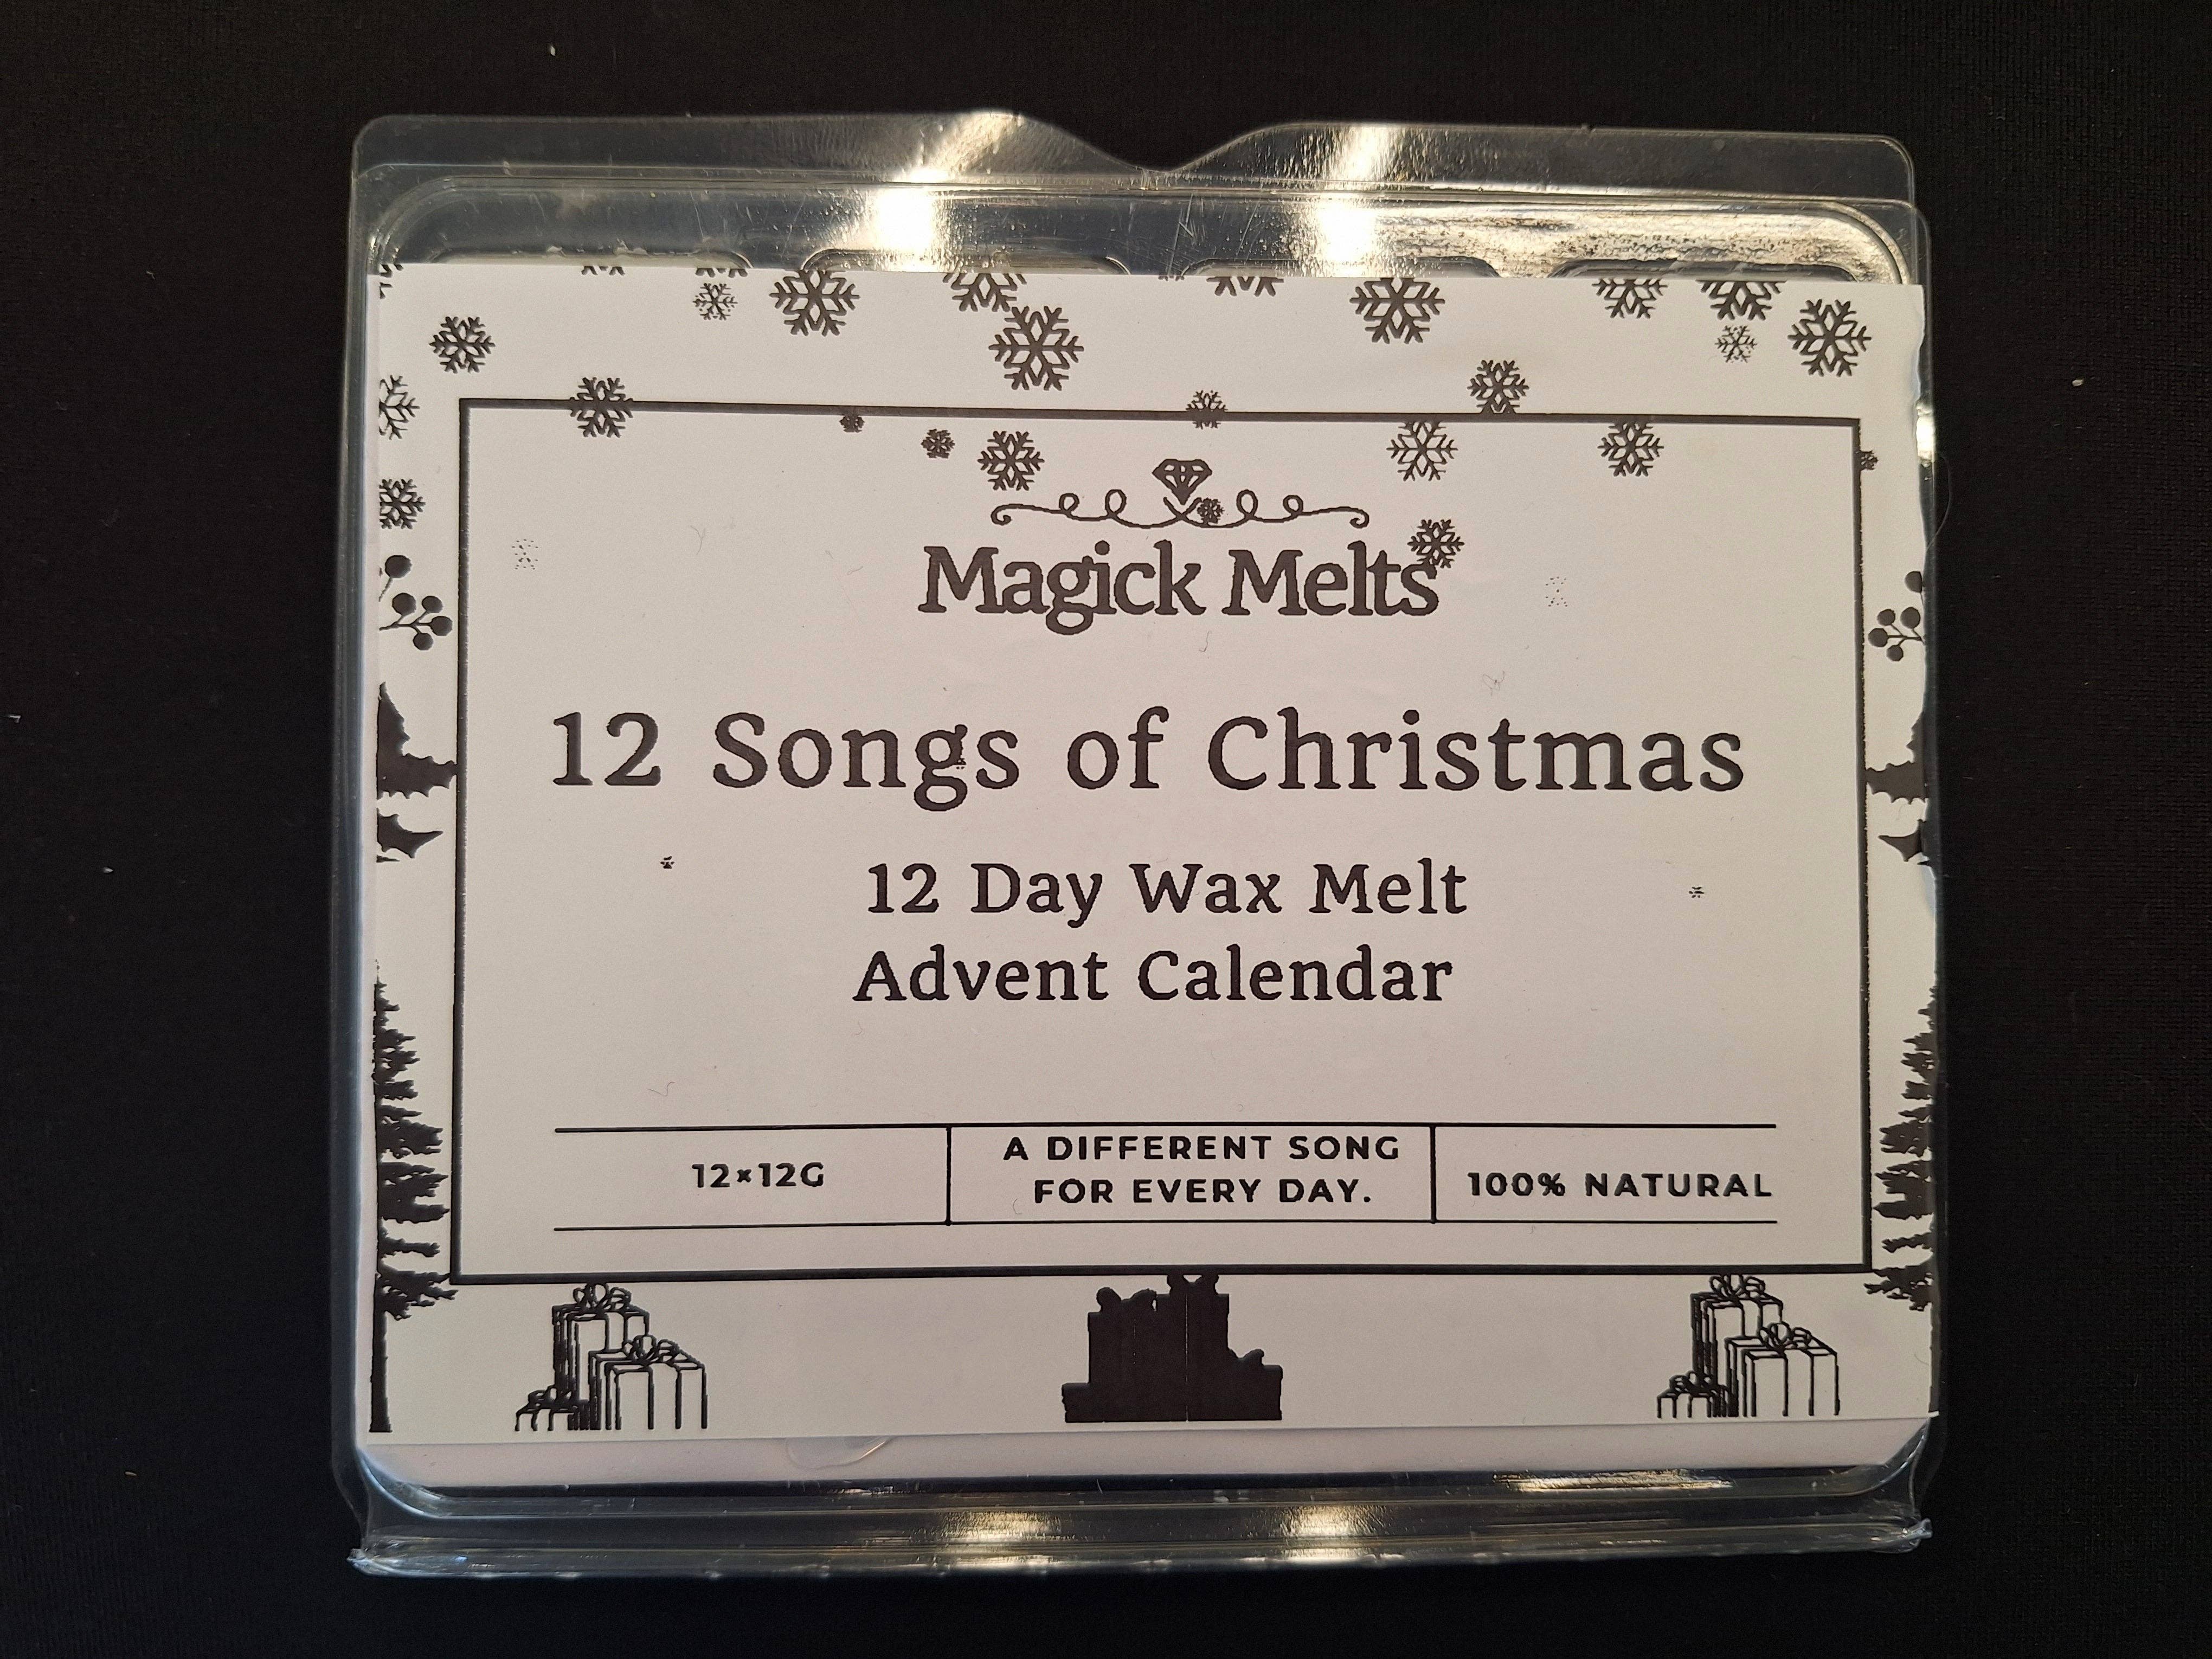 Magick Melts
12 Songs of Christmas
12 Day Wax Melt
Advent Calendar
12×12G
A DIFFERENT SONG
FOR EVERY DAY.
100% NATURAL